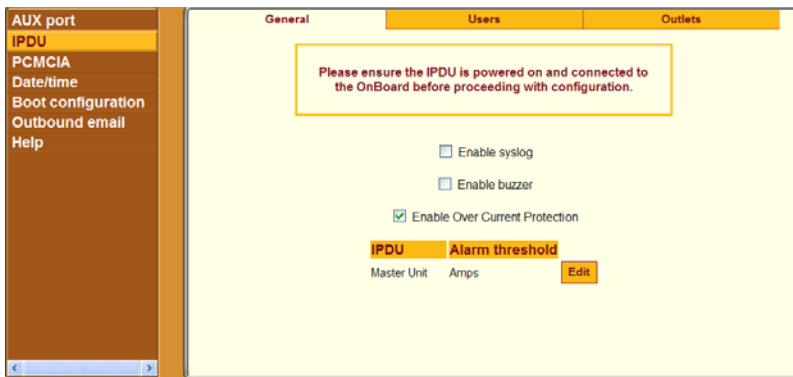 AUX port
IPDU
PCMCIA
Date/time
Boot configuration
Outbound email
Help
General Users Outlets
Please ensure the IPDU is powered on and connected to
the OnBoard before proceeding with configuration.
Enable syslog
Enable buzzer
Enable Over Current Protection
IPDU Alarm threshold
Master Unit Amps Edit